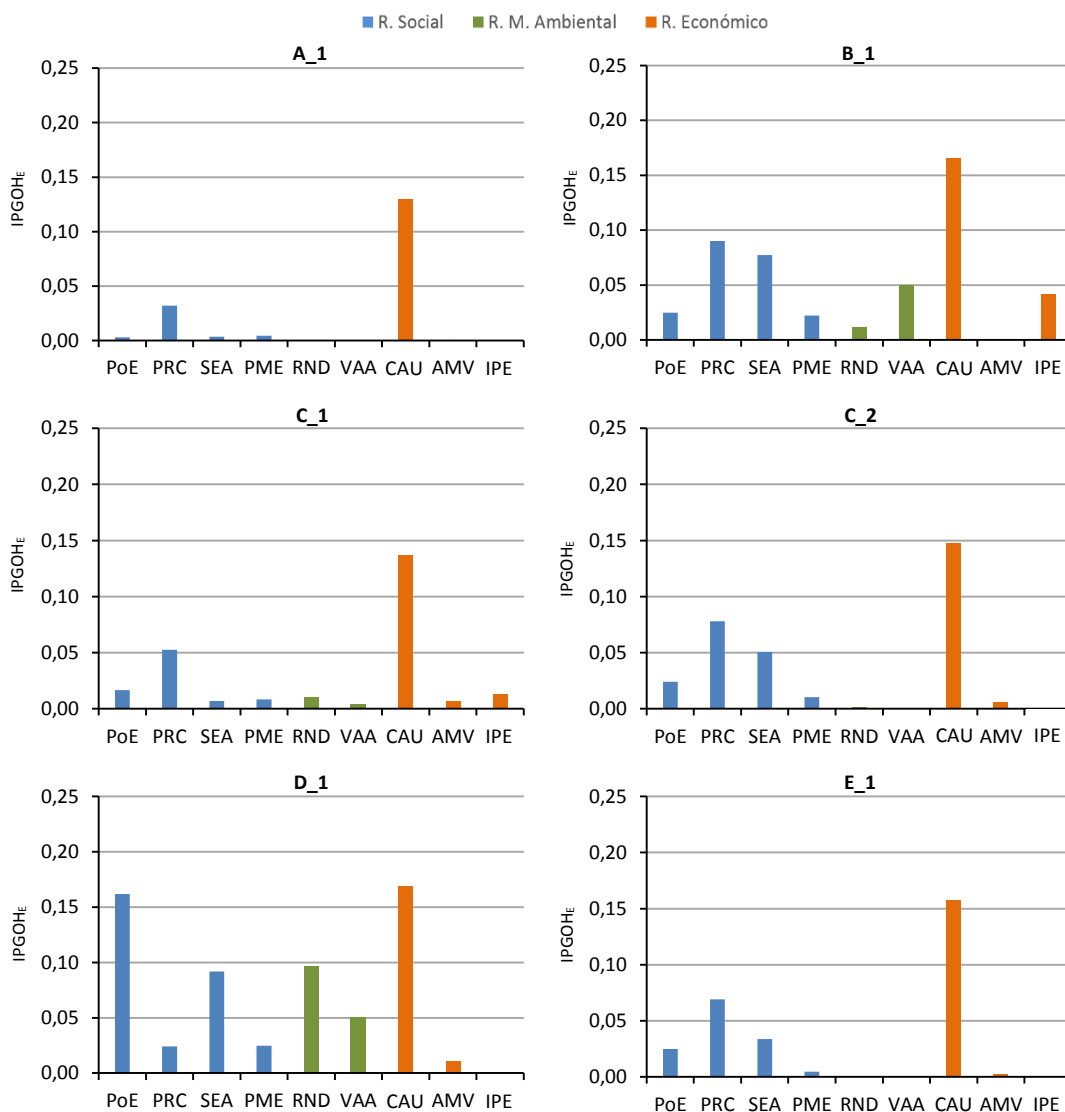 R. Social R. M. Ambiental R. Económico
A_1
0,25
0,20
0,15
0,10
0,05
0,00
IPGOHE
PoE PRC SEA PME RND VAA CAU AMV IPE
B_1
0,25
0,20
0,15
0,10
0,05
0,00
IPGOHE
PoE PRC SEA PME RND VAA CAU AMV IPE
C_1
0,25
0,20
0,15
0,10
0,05
0,00
IPGOHE
PoE PRC SEA PME RND VAA CAU AMV IPE
C_2
0,25
0,20
0,15
0,10
0,05
0,00
IPGOHE
PoE PRC SEA PME RND VAA CAU AMV IPE
D_1
0,25
0,20
0,15
0,10
0,05
0,00
IPGOHE
PoE PRC SEA PME RND VAA CAU AMV IPE
E_1
0,25
0,20
0,15
0,10
0,05
0,00
IPGOHE
PoE PRC SEA PME RND VAA CAU AMV IPE